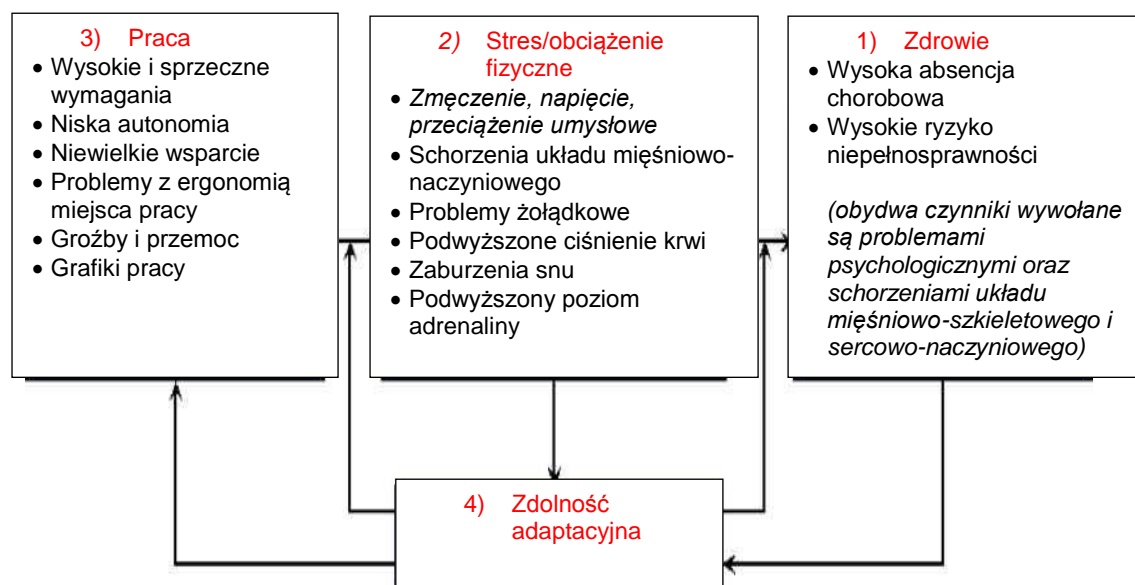 3) Praca
• Wysokie i sprzeczne
wymagania
• Niska autonomia
• Niewielkie wsparcie
• Problemy z ergonomią
miejsca pracy
• Groźby i przemoc
• Grafiki pracy
2) Stres/obciążenie
fizyczne
• Zmęczenie, napięcie,
przeciążenie umysłowe
• Schorzenia układu mięśniowo-
naczyniowego
• Problemy żołądkowe
• Podwyższone ciśnienie krwi
• Zaburzenia snu
• Podwyższony poziom
adrenaliny
1) Zdrowie
• Wysoka absencja
chorobowa
• Wysokie ryzyko
niepełnosprawności
(obydwa czynniki wywołane
są problemami
psychologicznymi oraz
schorzeniami układu
mięśniowo-szkieletowego i
sercowo-naczyniowego)
4) Zdolność
adaptacyjna